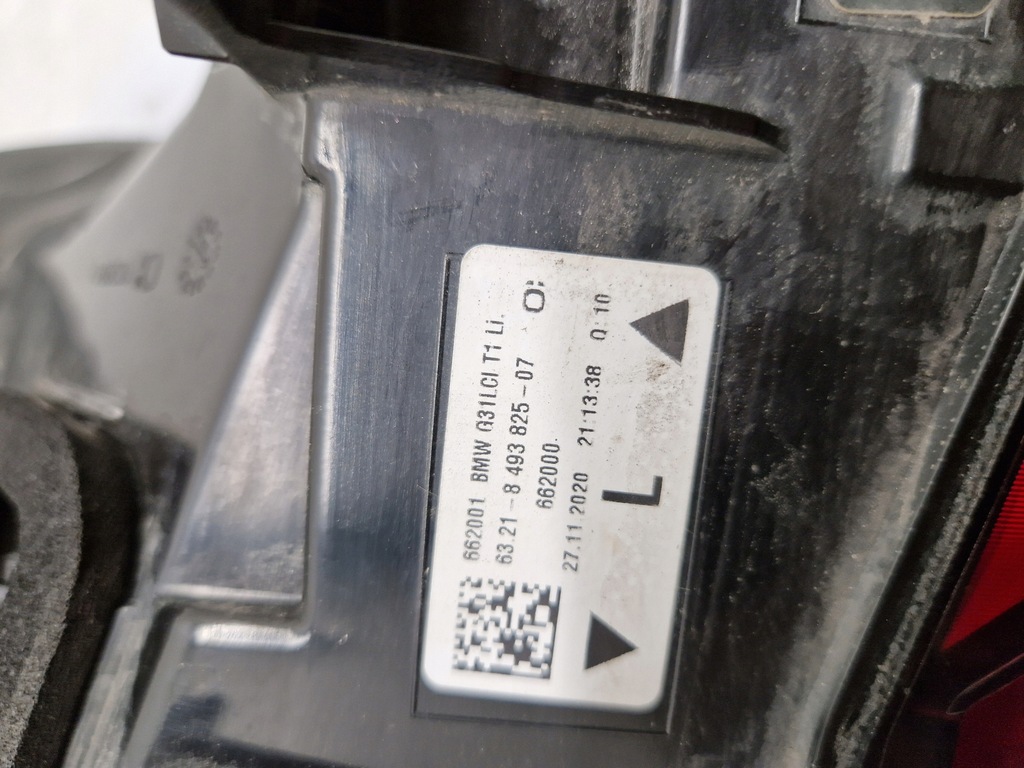 662001 BMW G31LCI T1 Li.
63.21-8 493 825-07
662000.
27.11.2020 21:13:38 Q: 10
L